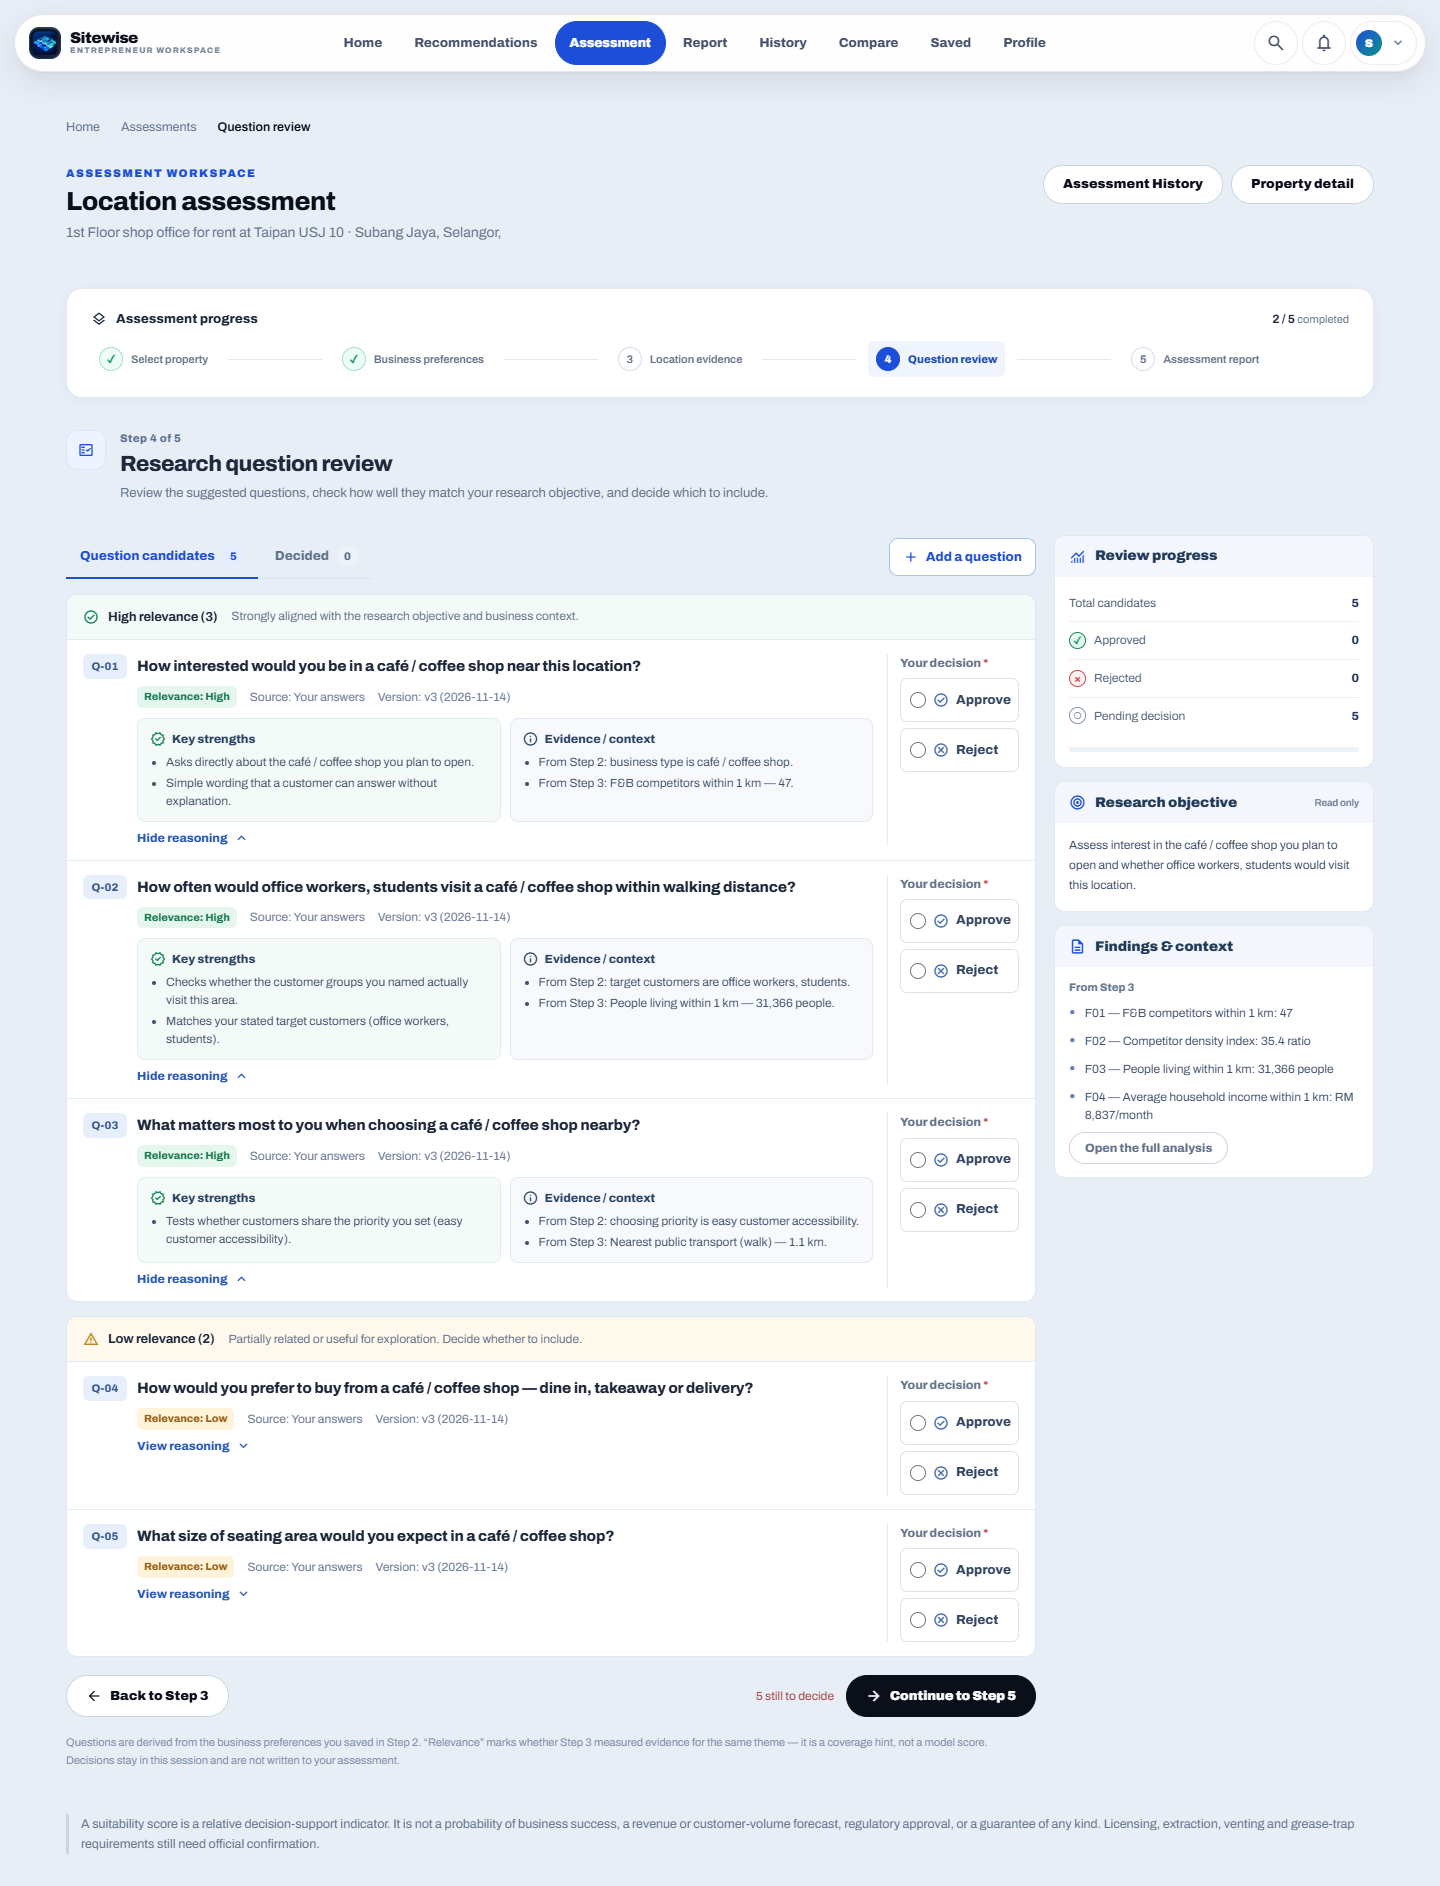 Sitewise
ENTREPRENEUR WORKSPACE
Home
Recommendations
Assessment
Report
History
Compare
Saved
Profile
S
Home
Assessments
Question review
ASSESSMENT WORKSPACE
Location assessment
1st Floor shop office for rent at Taipan USJ 10 · Subang Jaya, Selangor,
Assessment History
Property detail
Assessment progress
2 / 5 completed
Select property
Business preferences
3 Location evidence
4 Question review
5 Assessment report
Step 4 of 5
Research question review
Review the suggested questions, check how well they match your research objective, and decide which to include.
Question candidates 5
Decided 0
Add a question
High relevance (3) Strongly aligned with the research objective and business context.
Q-01 How interested would you be in a café / coffee shop near this location?
Relevance: High Source: Your answers Version: v3 (2026-11-14)
Key strengths
Asks directly about the café / coffee shop you plan to open.
Simple wording that a customer can answer without
explanation.
Evidence / context
From Step 2: business type is café / coffee shop.
From Step 3: F&B competitors within 1 km — 47.
Hide reasoning
Your decision *
Approve
Reject
Q-02 How often would office workers, students visit a café / coffee shop within walking distance?
Relevance: High Source: Your answers Version: v3 (2026-11-14)
Key strengths
Checks whether the customer groups you named actually
visit this area.
Matches your stated target customers (office workers,
students).
Evidence / context
From Step 2: target customers are office workers, students.
From Step 3: People living within 1 km — 31,366 people.
Hide reasoning
Your decision *
Approve
Reject
Q-03 What matters most to you when choosing a café / coffee shop nearby?
Relevance: High Source: Your answers Version: v3 (2026-11-14)
Key strengths
Tests whether customers share the priority you set (easy
customer accessibility).
Evidence / context
From Step 2: choosing priority is easy customer accessibility.
From Step 3: Nearest public transport (walk) — 1.1 km.
Hide reasoning
Your decision *
Approve
Reject
Low relevance (2) Partially related or useful for exploration. Decide whether to include.
Q-04 How would you prefer to buy from a café / coffee shop — dine in, takeaway or delivery?
Relevance: Low Source: Your answers Version: v3 (2026-11-14)
View reasoning
Your decision *
Approve
Reject
Q-05 What size of seating area would you expect in a café / coffee shop?
Relevance: Low Source: Your answers Version: v3 (2026-11-14)
View reasoning
Your decision *
Approve
Reject
Back to Step 3
5 still to decide
Continue to Step 5
Questions are derived from the business preferences you saved in Step 2. “Relevance” marks whether Step 3 measured evidence for the same theme — it is a coverage hint, not a model score.
Decisions stay in this session and are not written to your assessment.
Review progress
Total candidates 5
Approved 0
Rejected 0
Pending decision 5
Research objective Read only
Assess interest in the café / coffee shop you plan to
open and whether office workers, students would visit
this location.
Findings & context
From Step 3
F01 — F&B competitors within 1 km: 47
F02 — Competitor density index: 35.4 ratio
F03 — People living within 1 km: 31,366 people
F04 — Average household income within 1 km: RM
8,837/month
Open the full analysis
A suitability score is a relative decision-support indicator. It is not a probability of business success, a revenue or customer-volume forecast, regulatory approval, or a guarantee of any kind. Licensing, extraction, venting and grease-trap
requirements still need official confirmation.